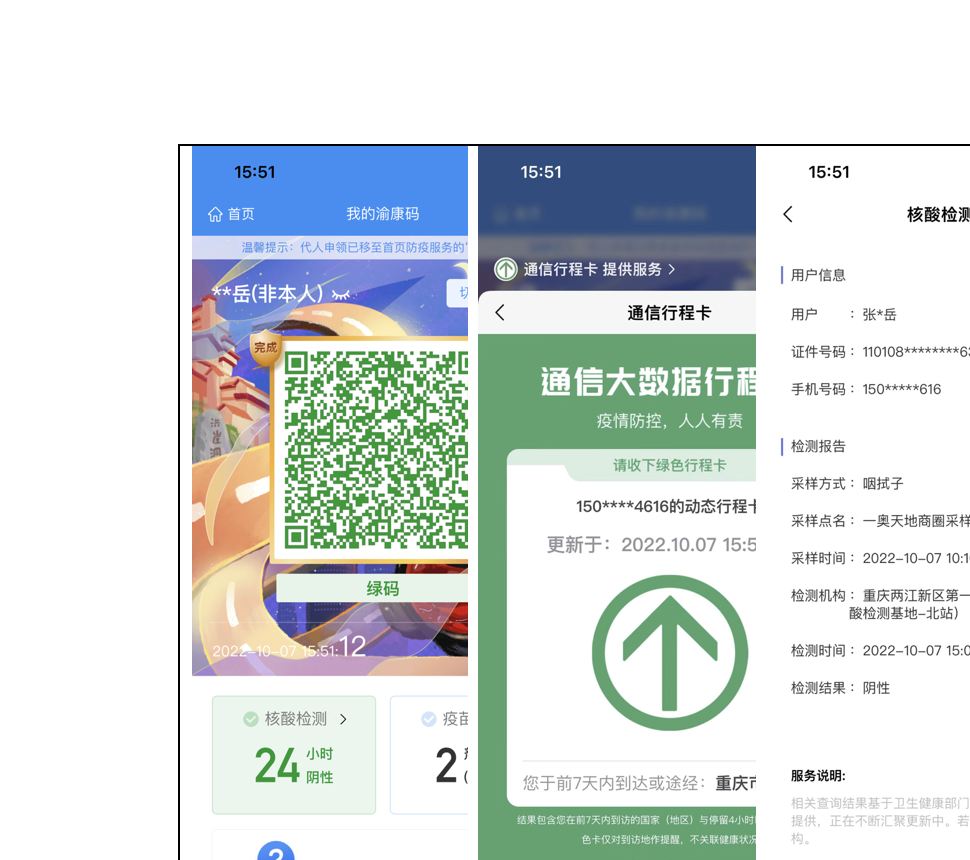 15:51
首页
我的渝康码
温馨提示：代人申领已移至首页防疫服务的
**岳(非本人)
切
完成
洪崖洞
绿码
2022-10-07 15:51:12
核酸检测
24 小时
阴性
疫苗
2
15:51
通信行程卡 提供服务
通信行程卡
通信大数据行程
疫情防控，人人有责
请收下绿色行程卡
150****4616的动态行程卡
更新于：2022.10.07 15:5
您于前7天内到达或途经：重庆市
结果包含您在前7天内到访的国家（地区）与停留4小时
色卡仅对到访地作提醒，不关联健康状况
15:51
核酸检测
用户信息
用户 ：张*岳
证件号码：110108********63
手机号码：150*****616
检测报告
采样方式：咽拭子
采样点名：一奥天地商圈采样
采样时间：2022-10-07 10:1
检测机构：重庆两江新区第一
酸检测基地-北站）
检测时间：2022-10-07 15:0
检测结果：阴性
服务说明:
相关查询结果基于卫生健康部门
提供，正在不断汇聚更新中。若
构。